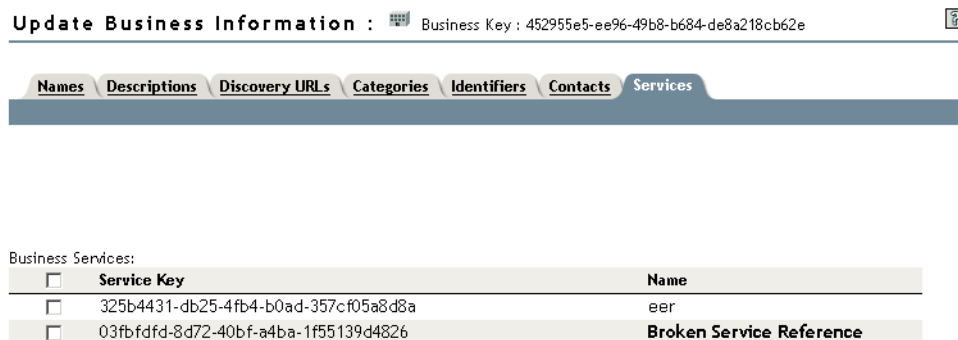 Update Business Information : Business Key : 452955e5-ee96-49b8-b684-de8a218cb62e ?
Names Descriptions Discovery URLs Categories Identifiers Contacts Services
Business Services:
Service Key Name
325b4431-db25-4fb4-b0ad-357cf05a8d8a eer
03fbfdfd-8d72-40bf-a4ba-1f55139d4826 Broken Service Reference